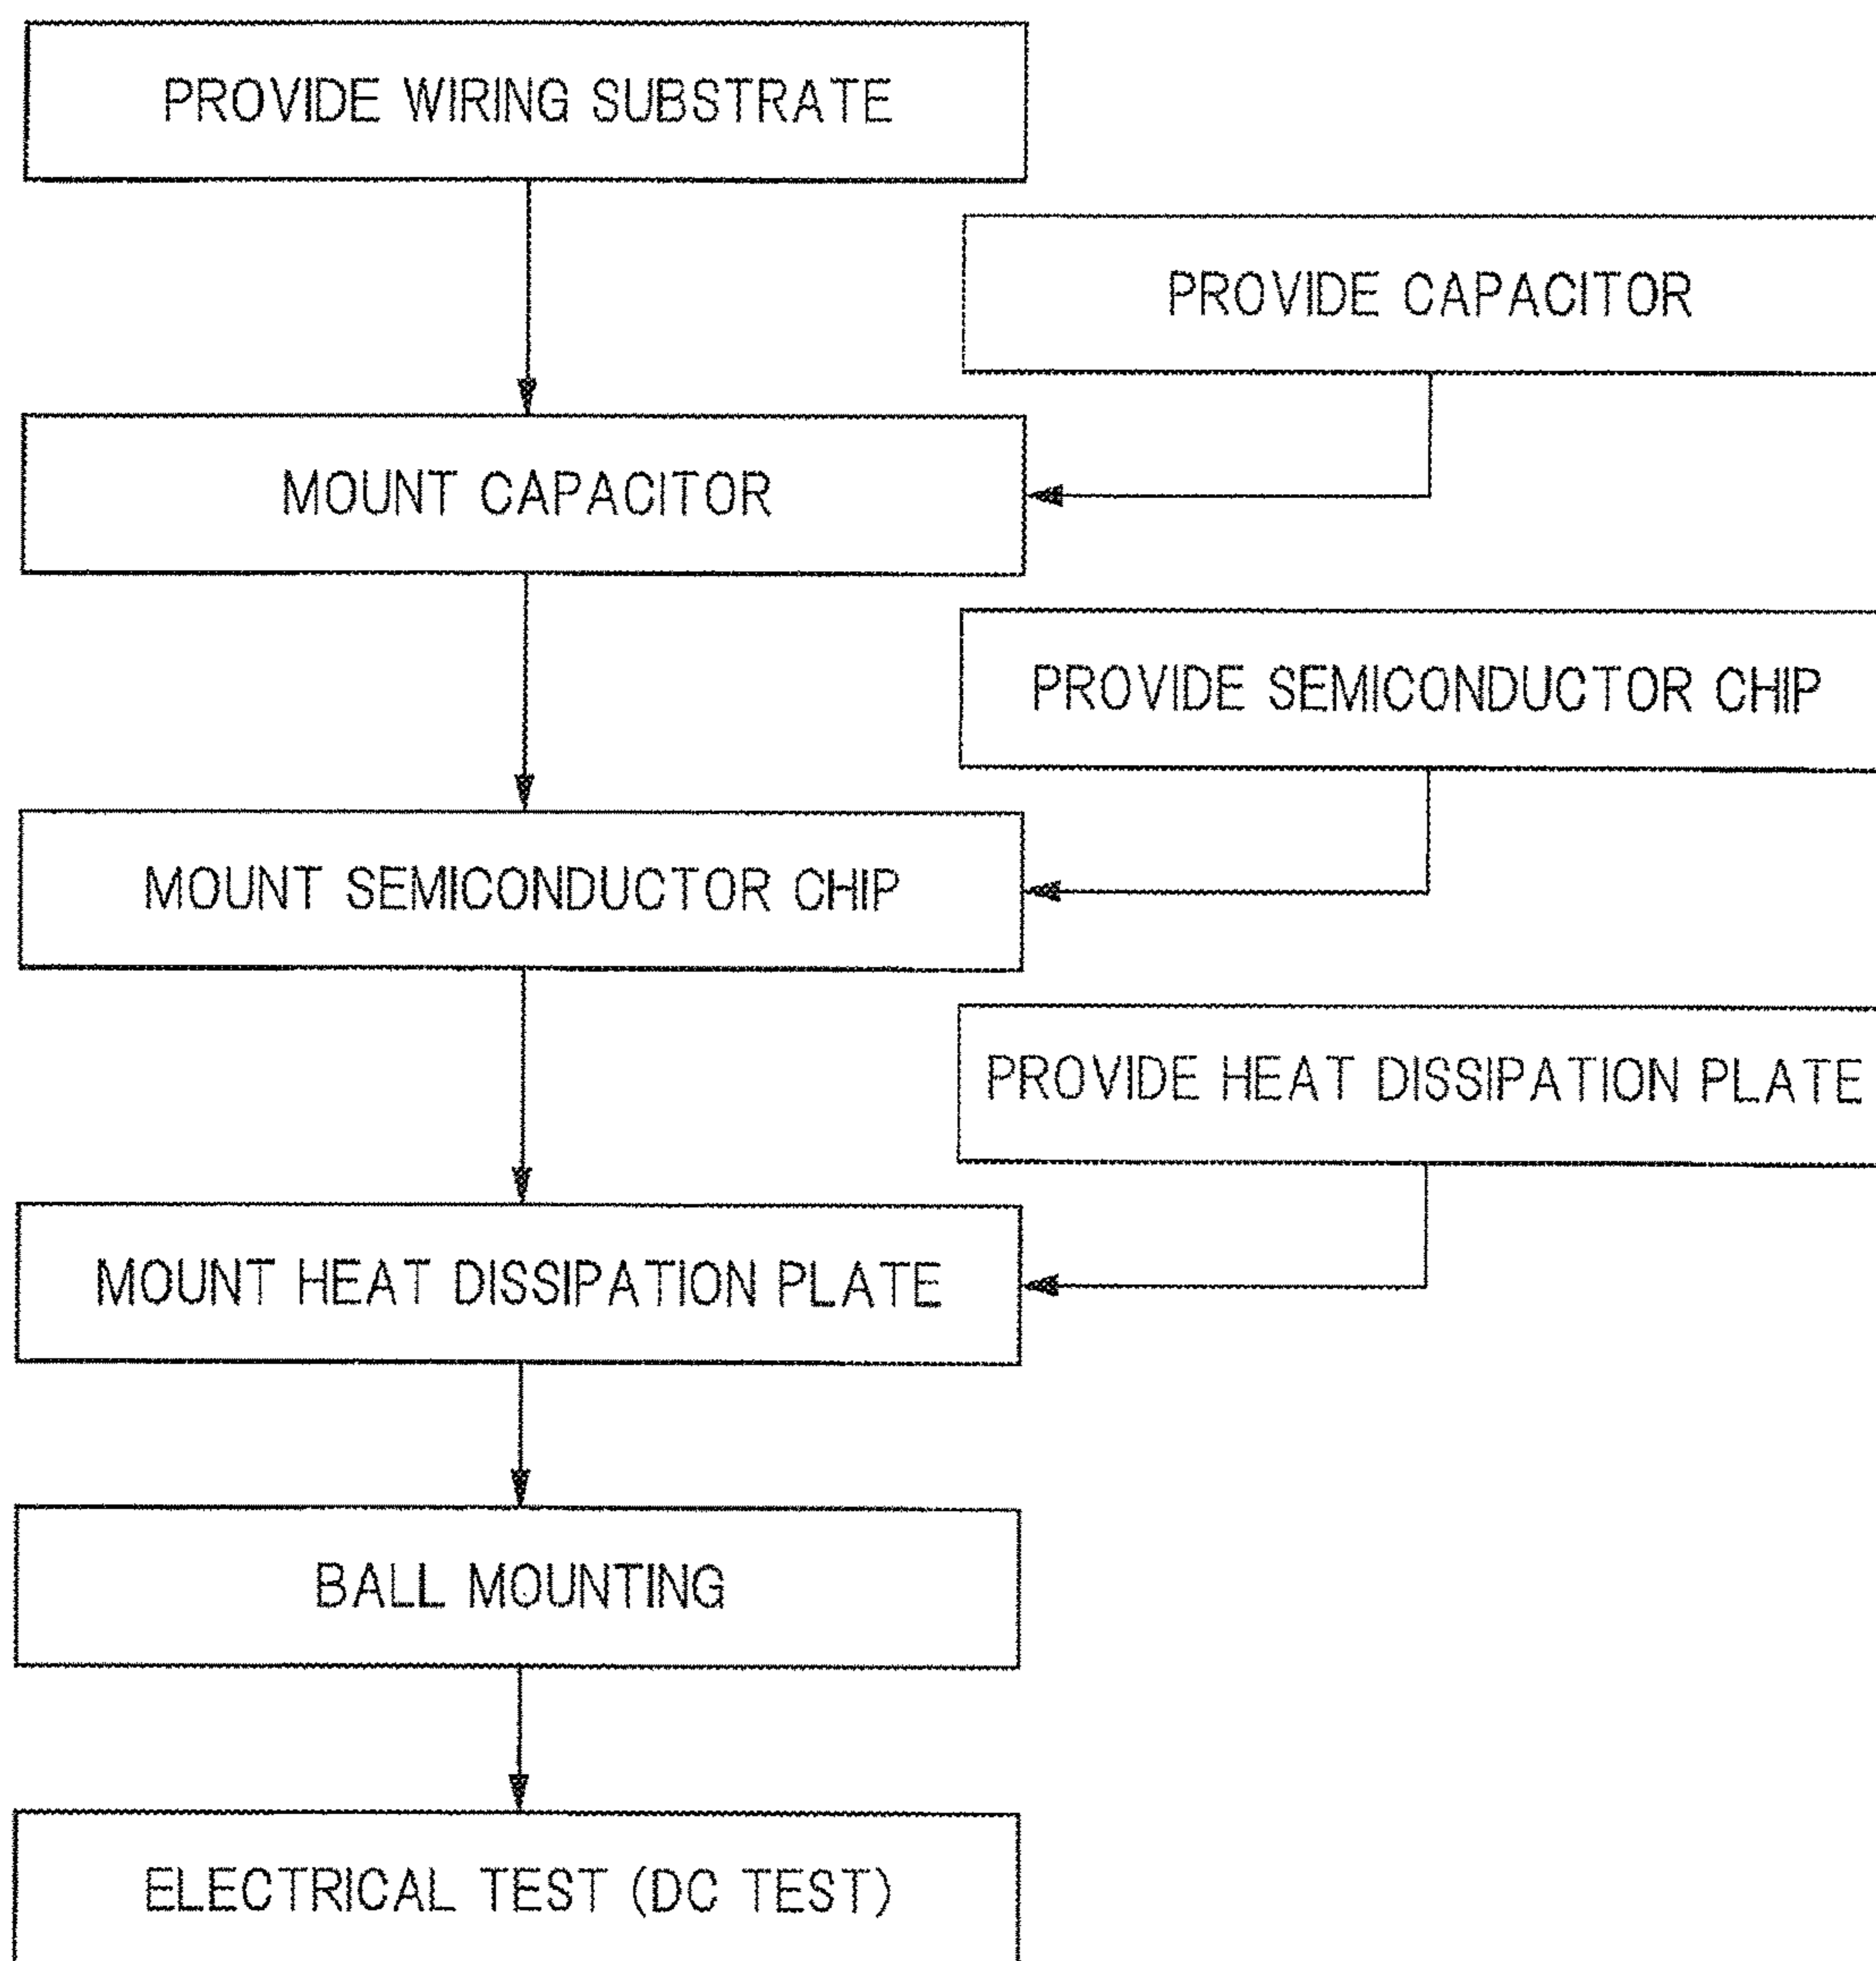 PROVIDE WIRING SUBSTRATE
PROVIDE CAPACITOR
MOUNT CAPACITOR
PROVIDE SEMICONDUCTOR CHIP
MOUNT SEMICONDUCTOR CHIP
PROVIDE HEAT DISSIPATION PLATE
MOUNT HEAT DISSIPATION PLATE
BALL MOUNTING
ELECTRICAL TEST (DC TEST)